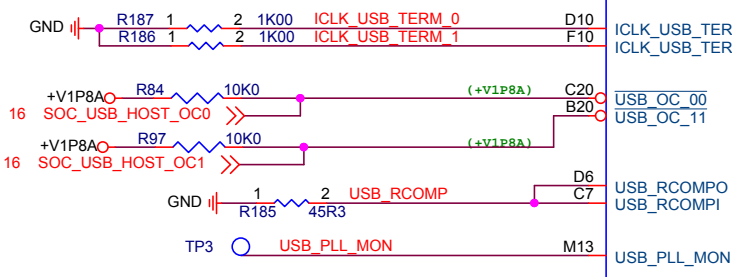 R187 1 2 1K00 ICLK_USB_TERM_0 D10 ICLK_USB_TER
GND
R186 1 2 1K00 ICLK_USB_TERM_1 F10 ICLK_USB_TER
+V1P8A R84 10K0 (+V1P8A) C20 USB_OC_00
16 SOC_USB_HOST_OC0 B20 USB_OC_11
+V1P8A R97 10K0 (+V1P8A)
16 SOC_USB_HOST_OC1
D6 USB_RCOMPO
GND 1 2 USB_RCOMP C7 USB_RCOMPI
R185 45R3
TP3 USB_PLL_MON M13 USB_PLL_MON